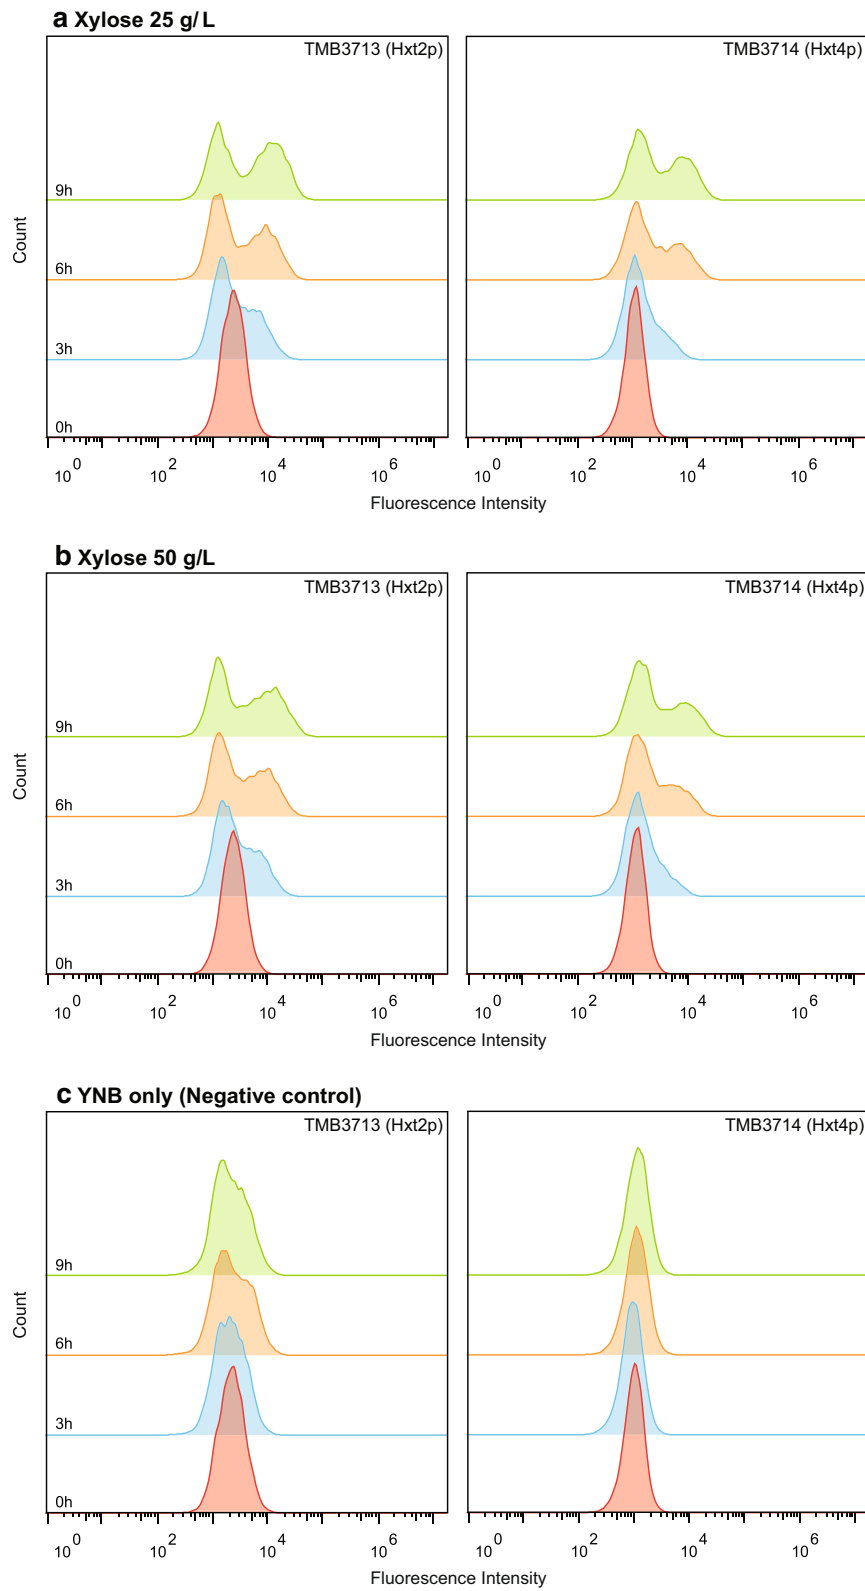 a Xylose 25 g/L
TMB3713 (Hxt2p)
TMB3714 (Hxt4p)
Count
9h
6h
3h
0h
10^0 10^2 10^4 10^6
10^0 10^2 10^4 10^6
Fluorescence Intensity
b Xylose 50 g/L
TMB3713 (Hxt2p)
TMB3714 (Hxt4p)
Count
9h
6h
3h
0h
10^0 10^2 10^4 10^6
10^0 10^2 10^4 10^6
Fluorescence Intensity
c YNB only (Negative control)
TMB3713 (Hxt2p)
TMB3714 (Hxt4p)
Count
9h
6h
3h
0h
10^0 10^2 10^4 10^6
10^0 10^2 10^4 10^6
Fluorescence Intensity